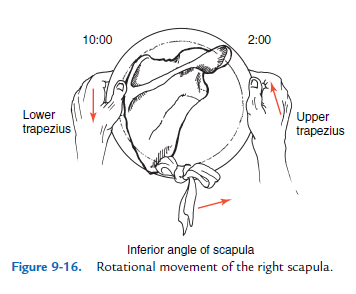 10:00
2:00
Lower
trapezius
Upper
trapezius
Inferior angle of scapula
Figure 9-16. Rotational movement of the right scapula.